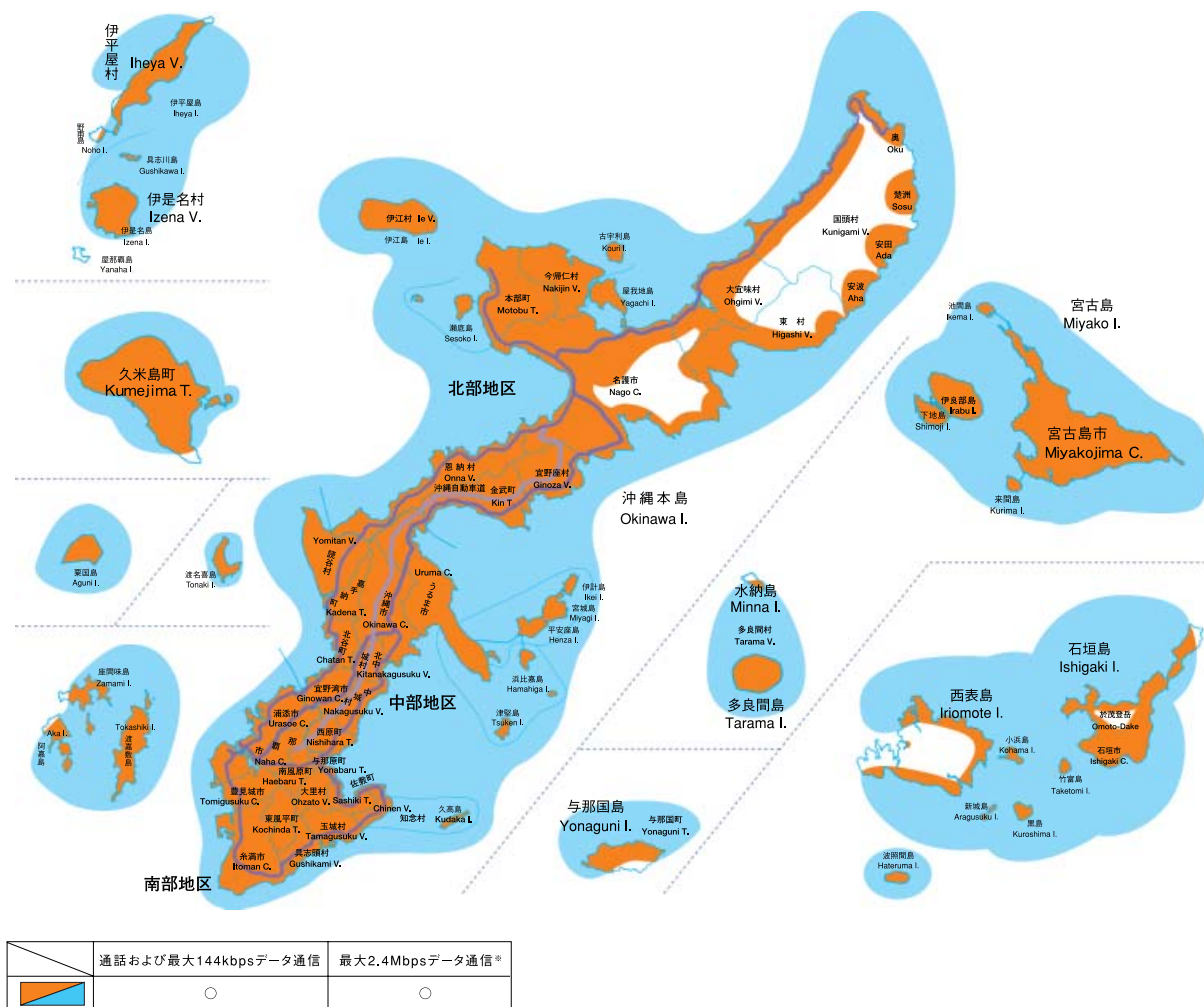 伊平屋村
Iheya V.
伊平屋島
Iheya I.
野甫島
Noho I.
具志川島
Gushikawa I.
伊是名村
Izena V.
伊是名島
Izena I.
屋那覇島
Yanaha I
伊江村 Ie V.
伊江島 Ie I.
古宇利島
Kouri I.
今帰仁村
Nakijin V.
本部町
Motobu T.
屋我地島
Yagachi I.
瀬底島
Sesoko I.
奥
Oku
楚洲
Sosu
国頭村
Kunigami V.
安田
Ada
安波
Aha
大宜味村
Ohgimi V.
東 村
Higashi V.
名護市
Nago C.
北部地区
久米島町
Kumejima T.
池間島
Ikema I.
宮古島
Miyako I.
伊良部島
Irabu I.
下地島
Shimoji I.
宮古島市
Miyakojima C.
来間島
Kurima I.
恩納村
Onna V.
沖縄自動車道
金武町
Kin T
宜野座村
Ginoza V.
沖縄本島
Okinawa I.
粟国島
Aguni I.
渡名喜島
Tonaki I.
Yomitan V.
読谷村
嘉手納町
Kadena T.
沖縄市
Okinawa C.
Uruma C.
うるま市
伊計島
Ikei I.
宮城島
Miyagi I.
平安座島
Henza I.
浜比嘉島
Hamahiga I.
津堅島
Tsuken I.
北谷町
Chatan T.
北中城村
Kitanakagusuku V.
中部地区
宜野湾市
Ginowan C.
中城村
Nakagusuku V.
浦添市
Urasoe C.
西原町
Nishihara T.
那覇市
Naha C.
与那原町
Yonabaru T.
南風原町
Haebaru T.
佐敷町
Sashiki T.
豊見城市
Tomigusuku C.
大里村
Ohzato V.
Chinen V.
知念村
久高島
Kudaka I.
東風平町
Kochinda T.
玉城村
Tamagusuku V.
糸満市
Itoman C.
具志頭村
Gushikami V.
南部地区
座間味島
Zamami I.
Aka I.
阿嘉島
Tokashiki I.
渡嘉敷島
水納島
Minna I.
多良間村
Tarama V.
多良間島
Tarama I.
与那国島
Yonaguni I.
与那国町
Yonaguni T.
石垣島
Ishigaki I.
西表島
Iriomote I.
於茂登岳
Omoto-Dake
石垣市
Ishigaki C.
小浜島
Kohama I.
竹富島
Taketomi I.
新城島
Aragusuku I.
黒島
Kuroshima I.
波照間島
Hateruma I.
通話および最大144kbpsデータ通信 最大2.4Mbpsデータ通信※
○ ○